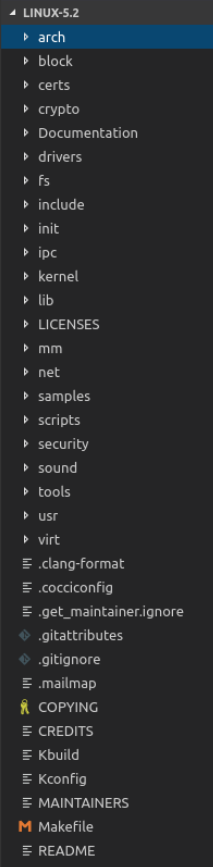 LINUX-5.2
arch
block
certs
crypto
Documentation
drivers
fs
include
init
ipc
kernel
lib
LICENSES
mm
net
samples
scripts
security
sound
tools
usr
virt
.clang-format
.cocciconfig
.get_maintainer.ignore
.gitattributes
.gitignore
.mailmap
COPYING
CREDITS
Kbuild
Kconfig
MAINTAINERS
Makefile
README